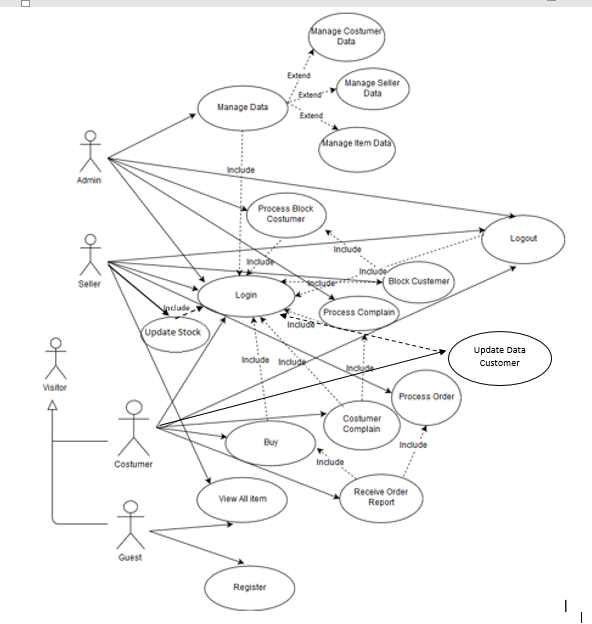 Manage Costumer
Data
Extend
Manage Seller
Data
Extend
Manage Data
Extend
Manage Item Data
Admin
Include
Process Block
Costumer
Logout
Include
Include
Include
Seller
Block Custemer
Include
Login
Include
Process Complain
Include
Update Stock
Update Data
Customer
Visitor
Include
Include
Include
Process Order
Costumer
Complain
Buy
Include
Costumer
Include
View All item
Receive Order
Report
Guest
Register